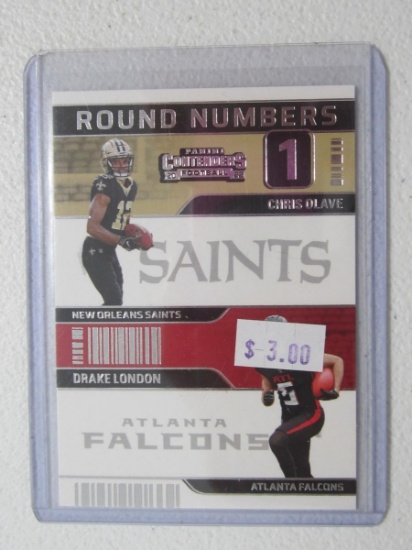 ROUND NUMBERS
PANINI
CONTENDERS
FOOTBALL
1
CHRIS OLAVE
SAINTS
NEW ORLEANS SAINTS
$ 3.00
DRAKE LONDON
ATLANTA
FALCONS
ATLANTA FALCONS